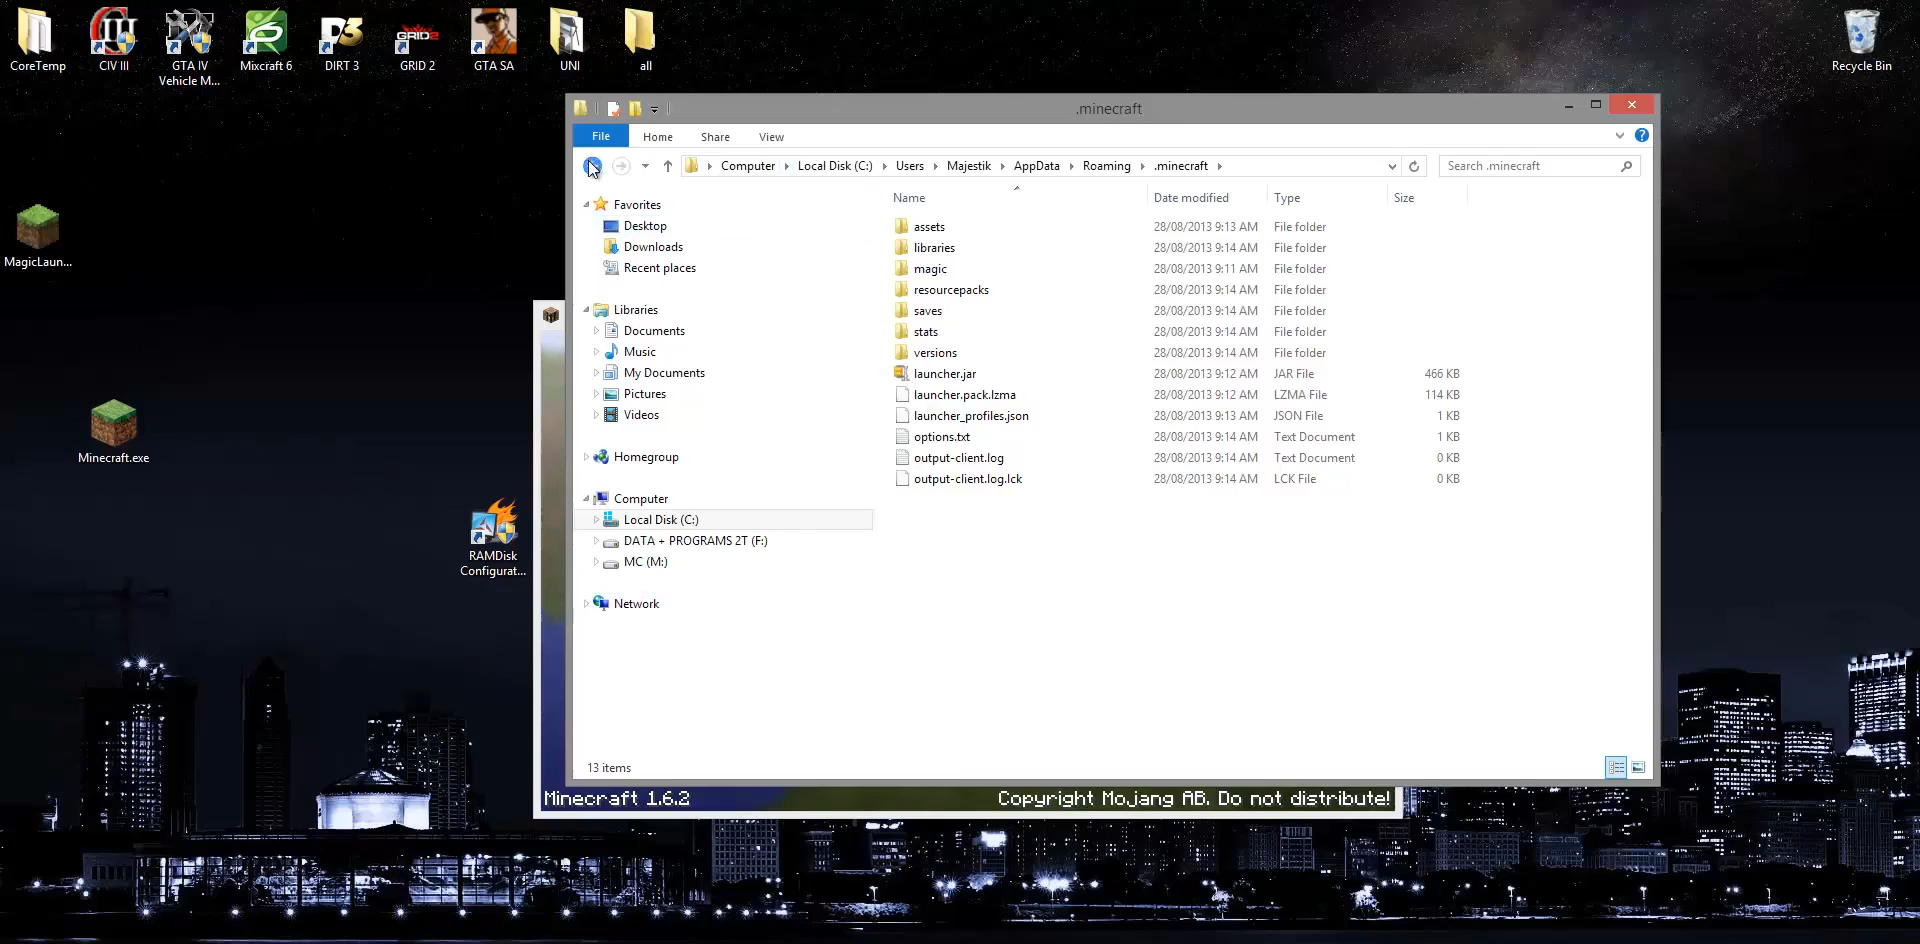 CoreTemp
CIV III
GTA IV
Vehicle M...
Mixcraft 6
DIRT 3
GRID 2
GTA SA
UNI
all
Recycle Bin
MagicLaun...
Minecraft.exe
RAMDisk
Configurat...
.minecraft
File Home Share View
Computer Local Disk (C:) Users Majestik AppData Roaming .minecraft
Search .minecraft
Favorites
Desktop
Downloads
Recent places
Libraries
Documents
Music
My Documents
Pictures
Videos
Homegroup
Computer
Local Disk (C:)
DATA + PROGRAMS 2T (F:)
MC (M:)
Network
Name Date modified Type Size
assets 28/08/2013 9:13 AM File folder
libraries 28/08/2013 9:14 AM File folder
magic 28/08/2013 9:11 AM File folder
resourcepacks 28/08/2013 9:14 AM File folder
saves 28/08/2013 9:14 AM File folder
stats 28/08/2013 9:14 AM File folder
versions 28/08/2013 9:14 AM File folder
launcher.jar 28/08/2013 9:12 AM JAR File 466 KB
launcher.pack.lzma 28/08/2013 9:12 AM LZMA File 114 KB
launcher_profiles.json 28/08/2013 9:13 AM JSON File 1 KB
options.txt 28/08/2013 9:14 AM Text Document 1 KB
output-client.log 28/08/2013 9:14 AM Text Document 0 KB
output-client.log.lck 28/08/2013 9:14 AM LCK File 0 KB
13 items
Minecraft 1.6.2
Copyright Mojang AB. Do not distribute!